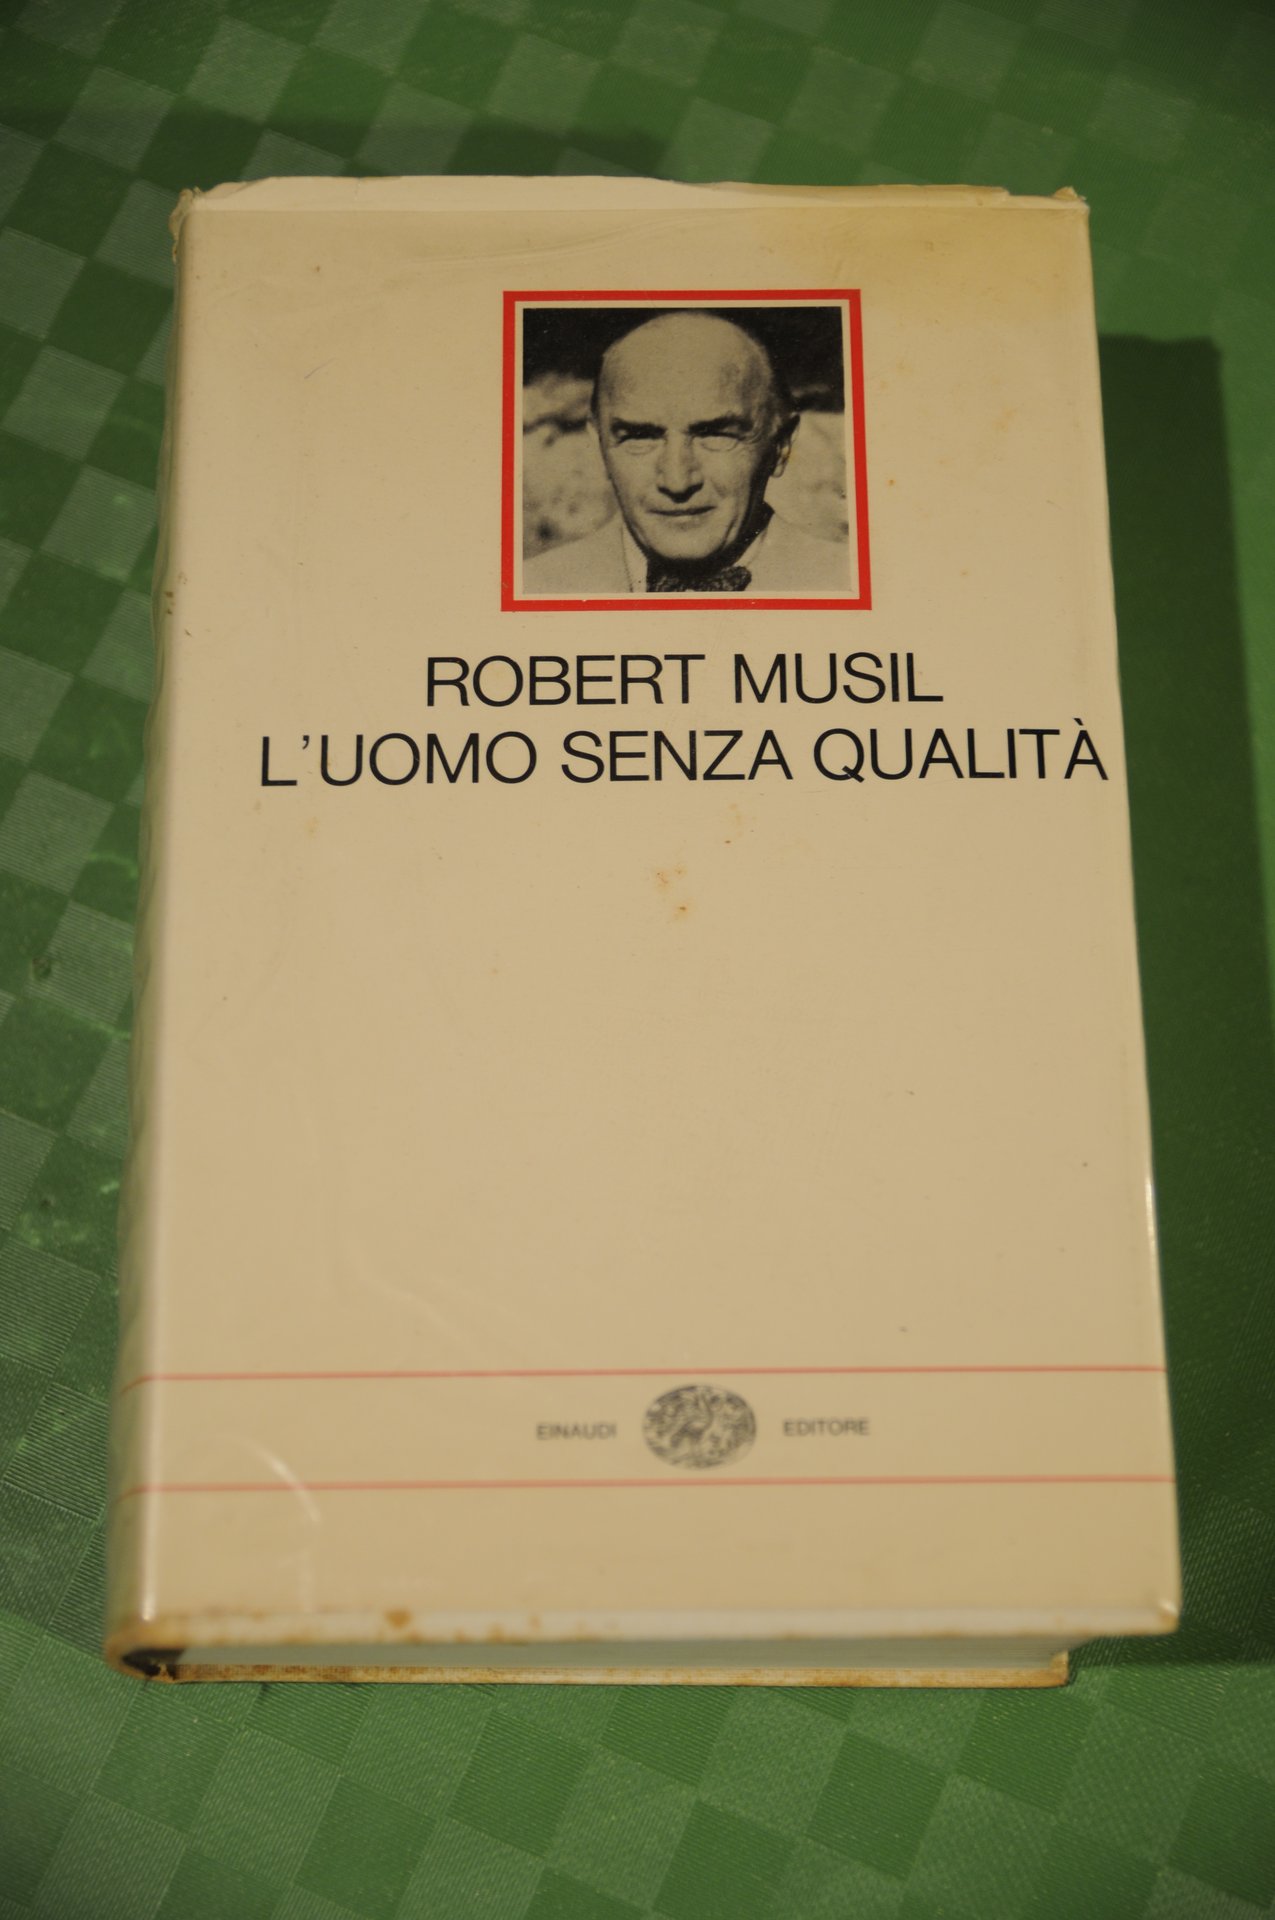 ROBERT MUSIL
L'UOMO SENZA QUALITÀ
EINAUDI EDITORE